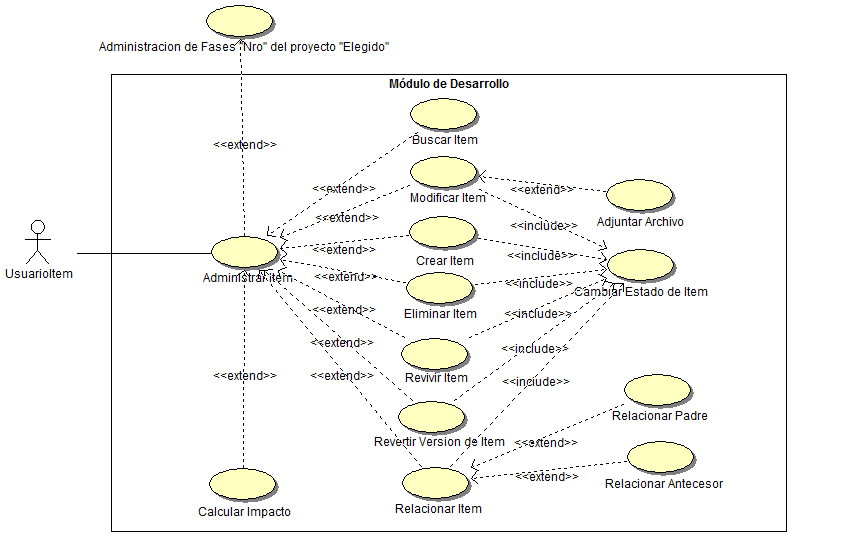 Administracion de Fases "Nro" del proyecto "Elegido"
Módulo de Desarrollo
<<extend>>
Buscar Item
<<extend>>
Modificar Item
<<extend>>
Adjuntar Archivo
<<extend>>
<<include>>
UsuarioItem
Administrar item
<<extend>>
Crear Item
<<include>>
Cambiar Estado de Item
<<extend>>
Eliminar Item
<<include>>
<<extend>>
<<include>>
Revivir Item
<<extend>>
<<include>>
<<extend>>
<<extend>>
<<include>>
Relacionar Padre
Revertir Version de Item
<<extend>>
Relacionar Antecesor
<<extend>>
Calcular Impacto
Relacionar Item